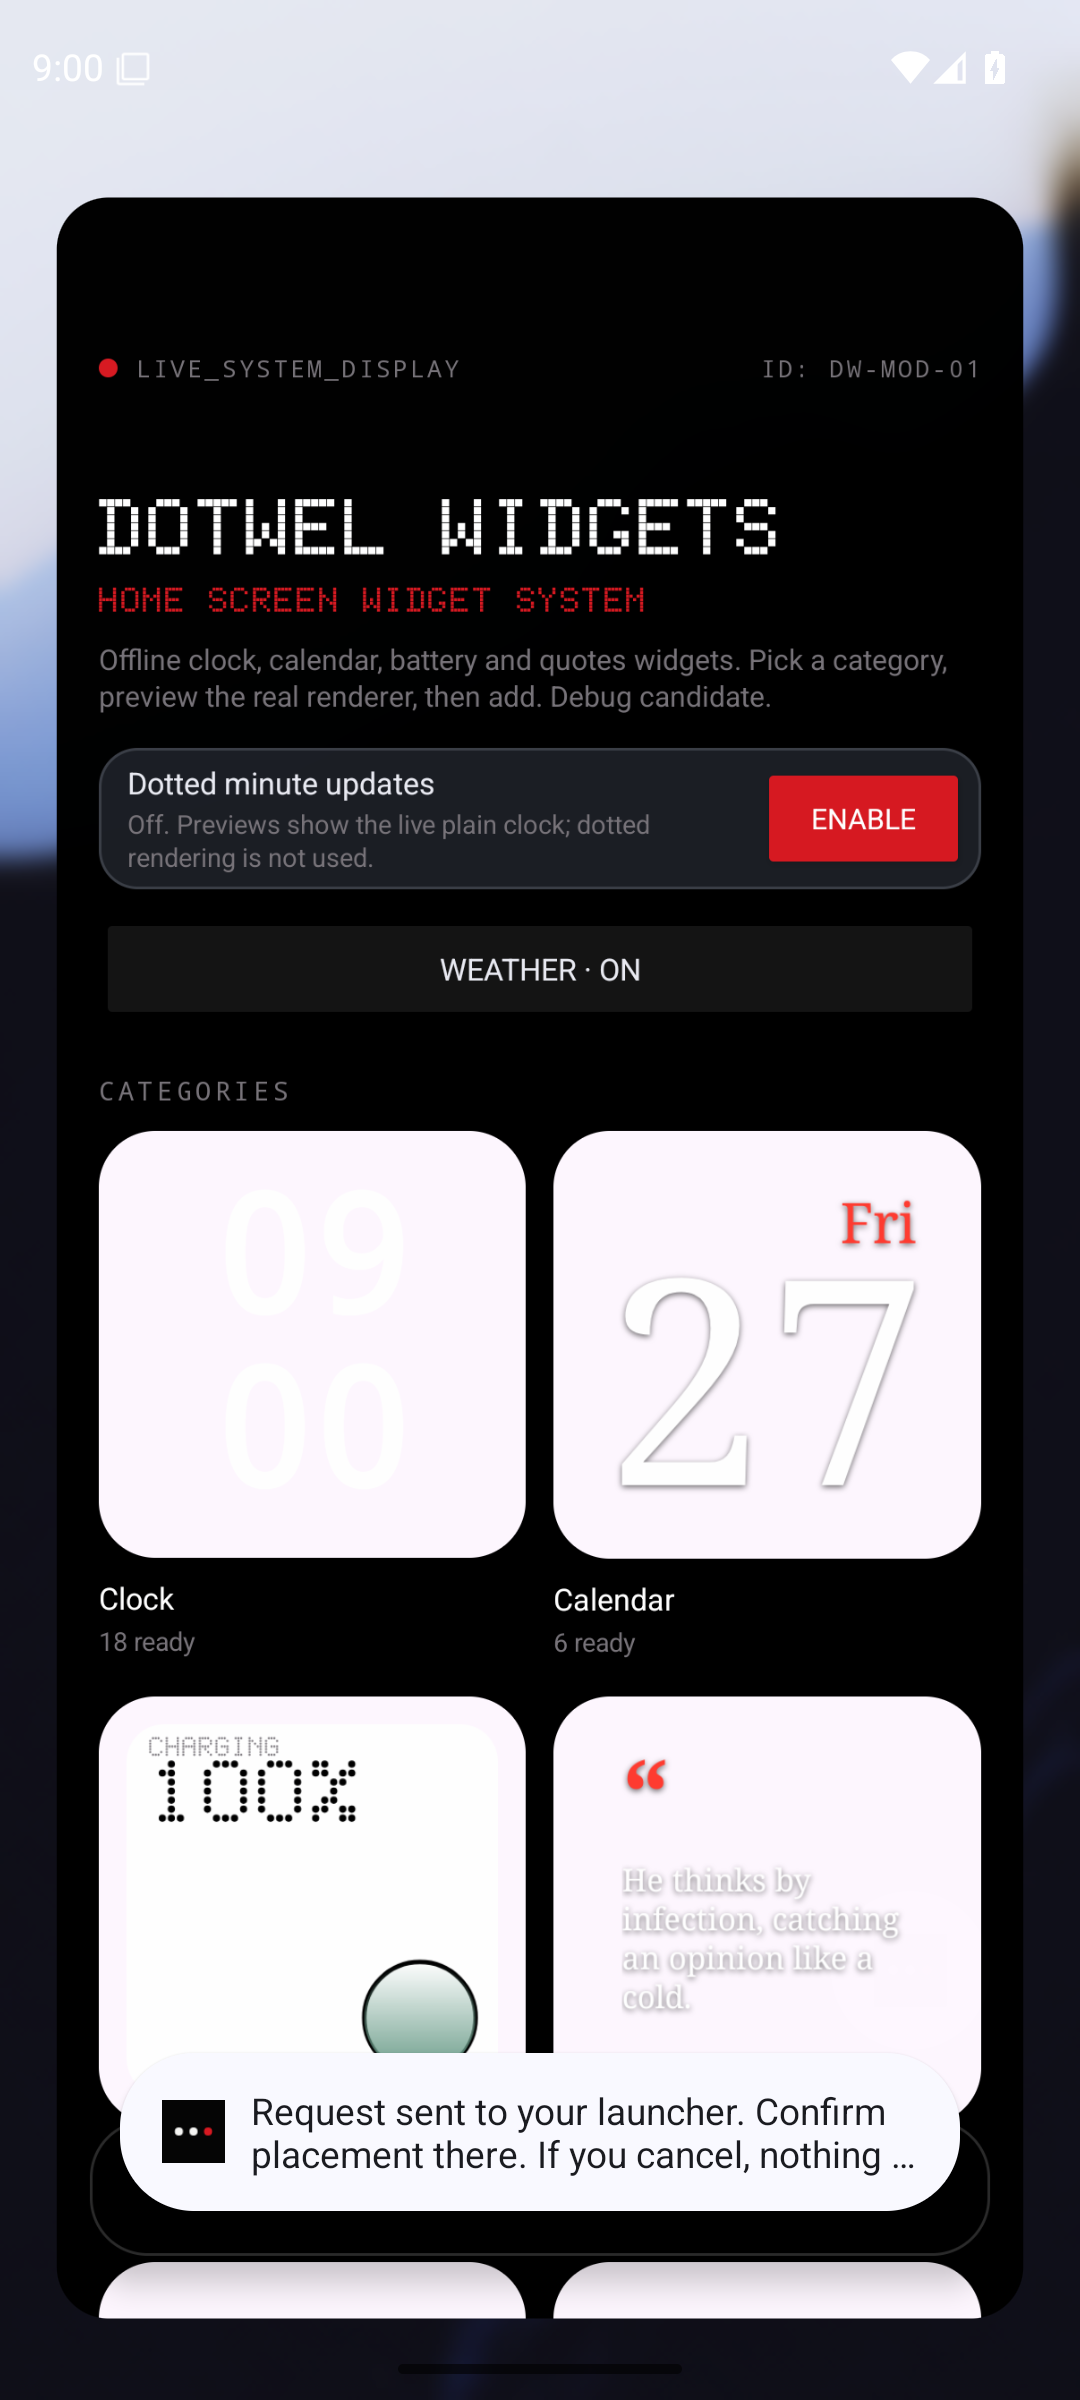 9:00
LIVE_SYSTEM_DISPLAY
ID: DW-MOD-01
DOTWEL WIDGETS
HOME SCREEN WIDGET SYSTEM
Offline clock, calendar, battery and quotes widgets. Pick a category,
preview the real renderer, then add. Debug candidate.
Dotted minute updates
Off. Previews show the live plain clock; dotted
rendering is not used.
ENABLE
WEATHER · ON
CATEGORIES
09
00
Fri
27
Clock
18 ready
Calendar
6 ready
CHARGING
100%
“
He thinks by
infection, catching
an opinion like a
cold.
Request sent to your launcher. Confirm
placement there. If you cancel, nothing …